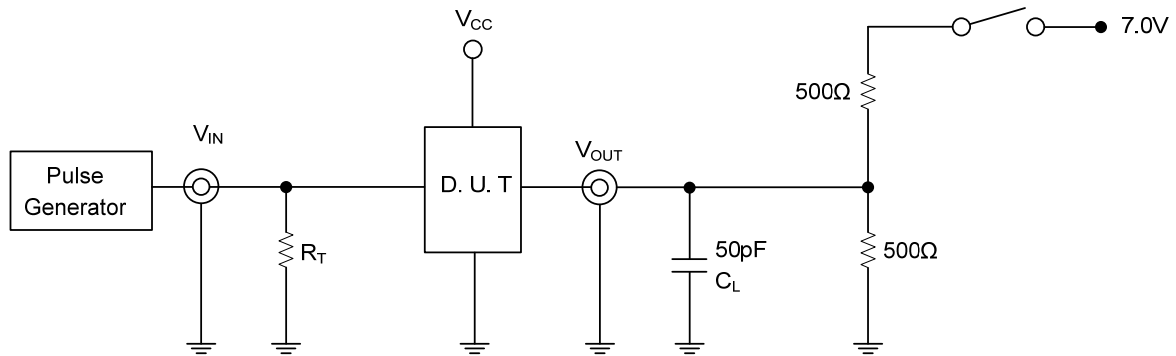 V_CC
7.0V
500Ω
V_IN
V_OUT
Pulse
Generator
D. U. T
R_T
50pF
C_L
500Ω